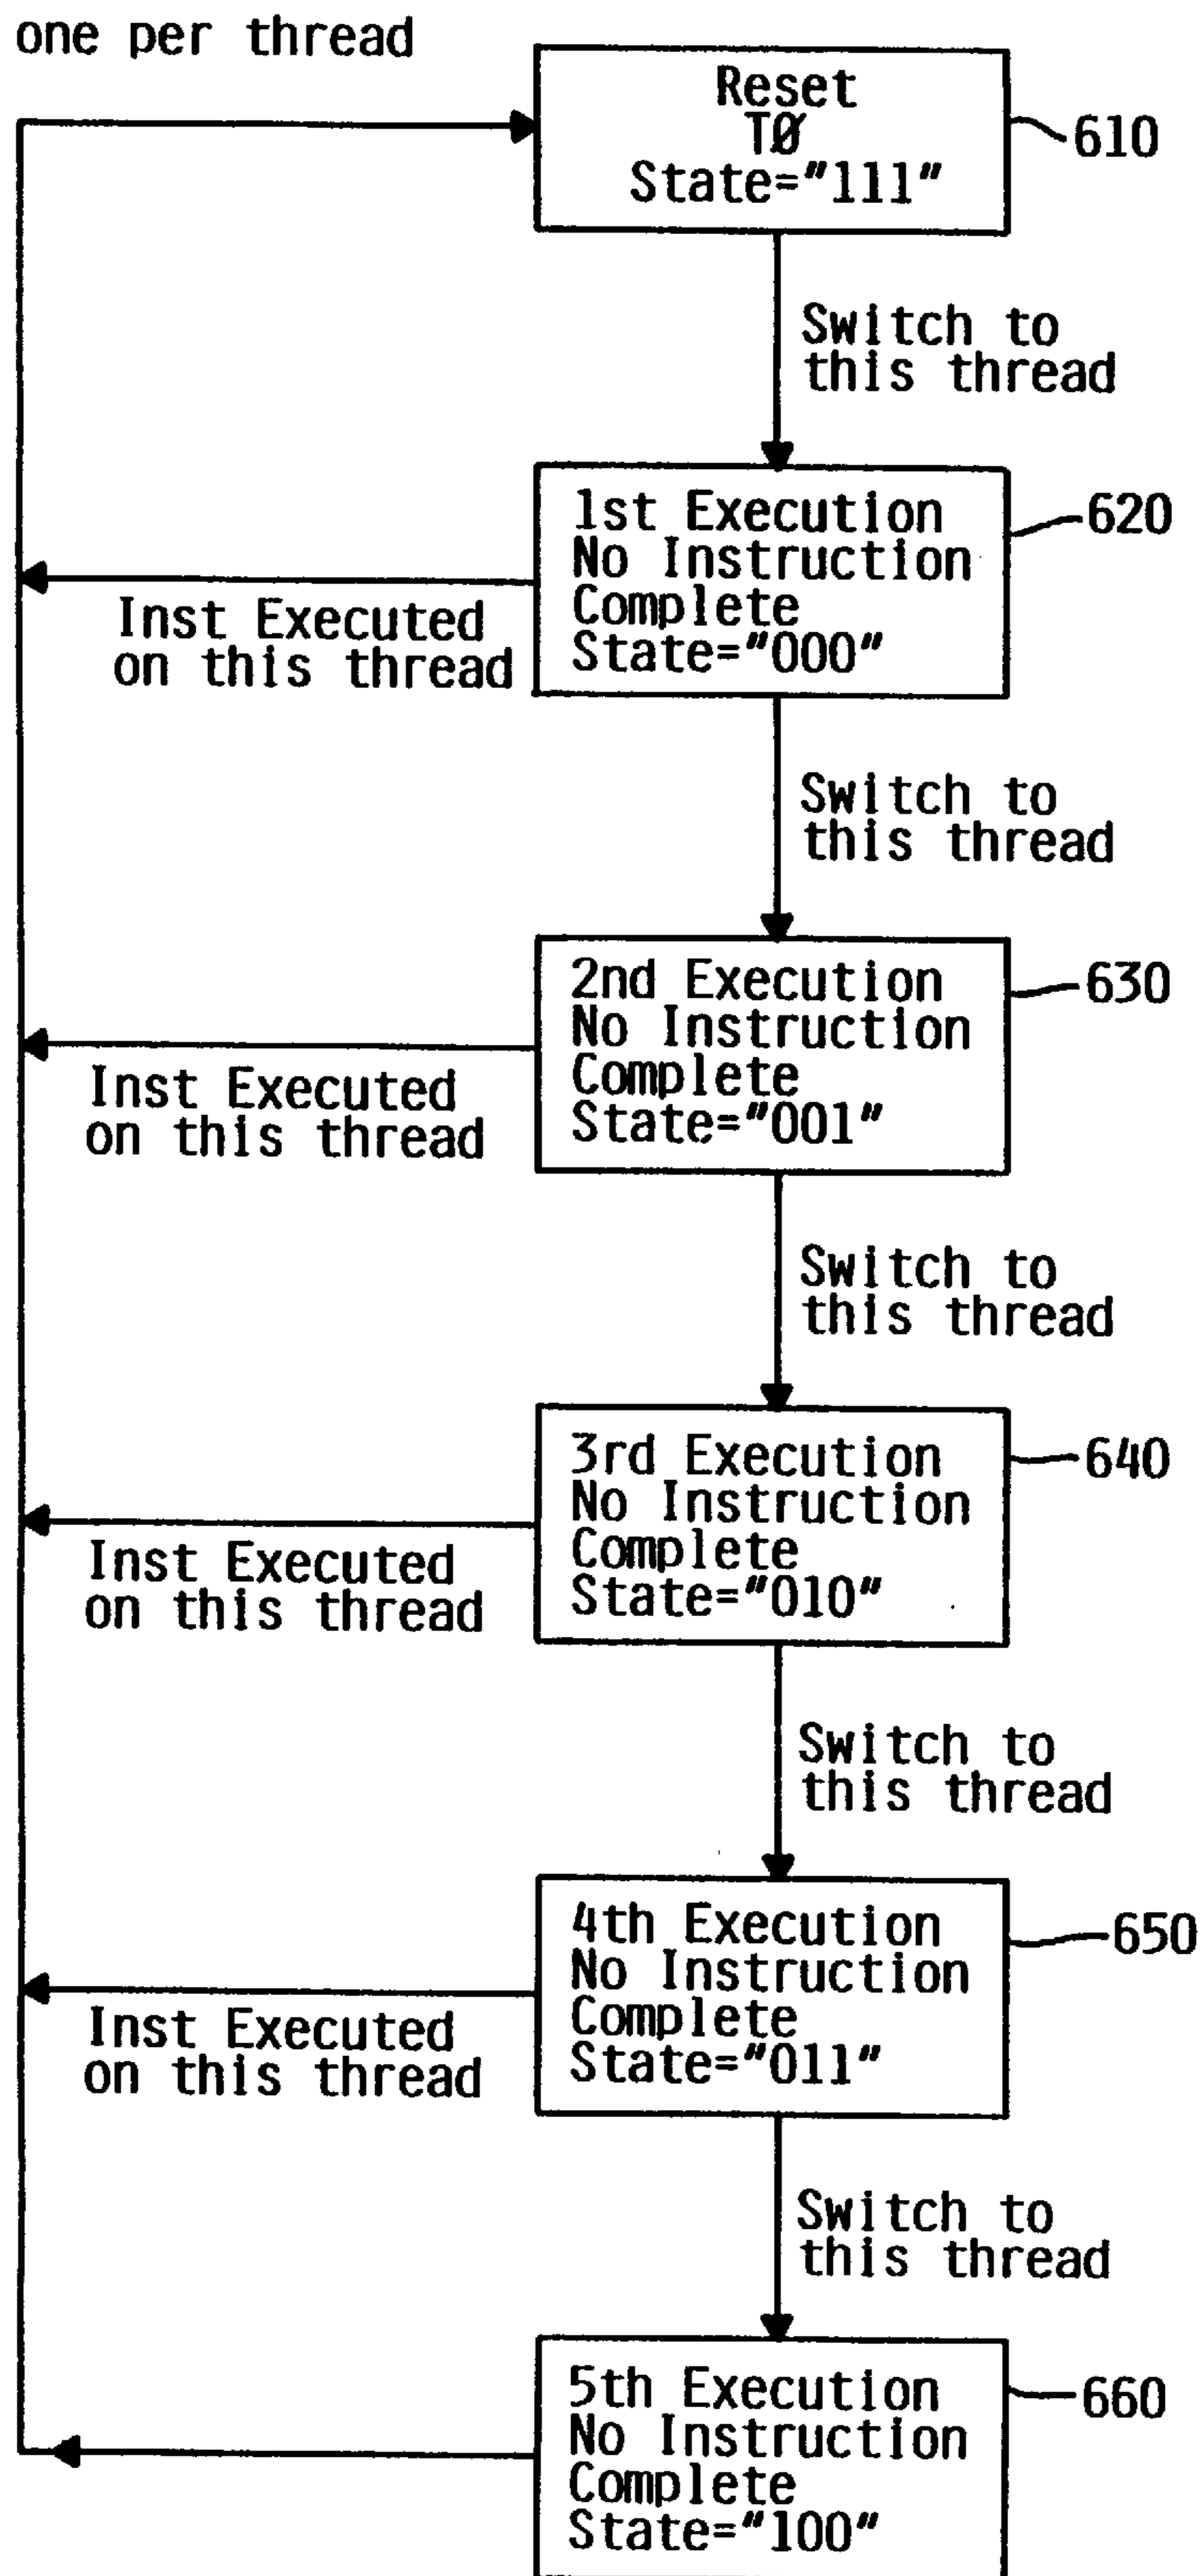 one per thread
Reset
TØ
State="111"
610
Switch to
this thread
1st Execution
No Instruction
Complete
State="000"
620
Inst Executed
on this thread
Switch to
this thread
2nd Execution
No Instruction
Complete
State="001"
630
Inst Executed
on this thread
Switch to
this thread
3rd Execution
No Instruction
Complete
State="010"
640
Inst Executed
on this thread
Switch to
this thread
4th Execution
No Instruction
Complete
State="011"
650
Inst Executed
on this thread
Switch to
this thread
5th Execution
No Instruction
Complete
State="100"
660